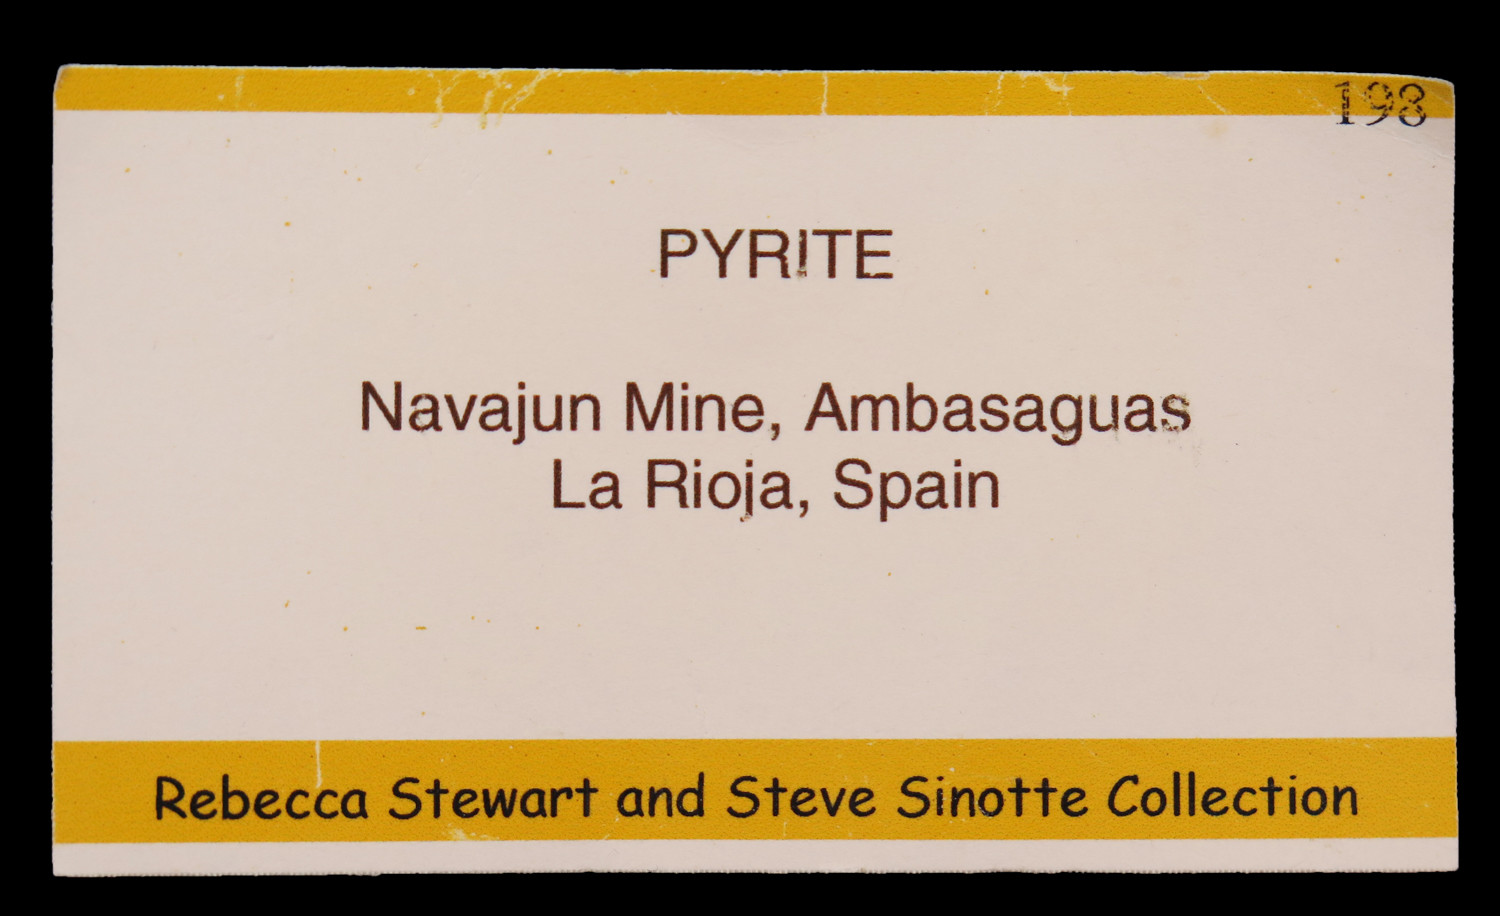 198
PYRITE
Navajun Mine, Ambasaguas
La Rioja, Spain
Rebecca Stewart and Steve Sinotte Collection